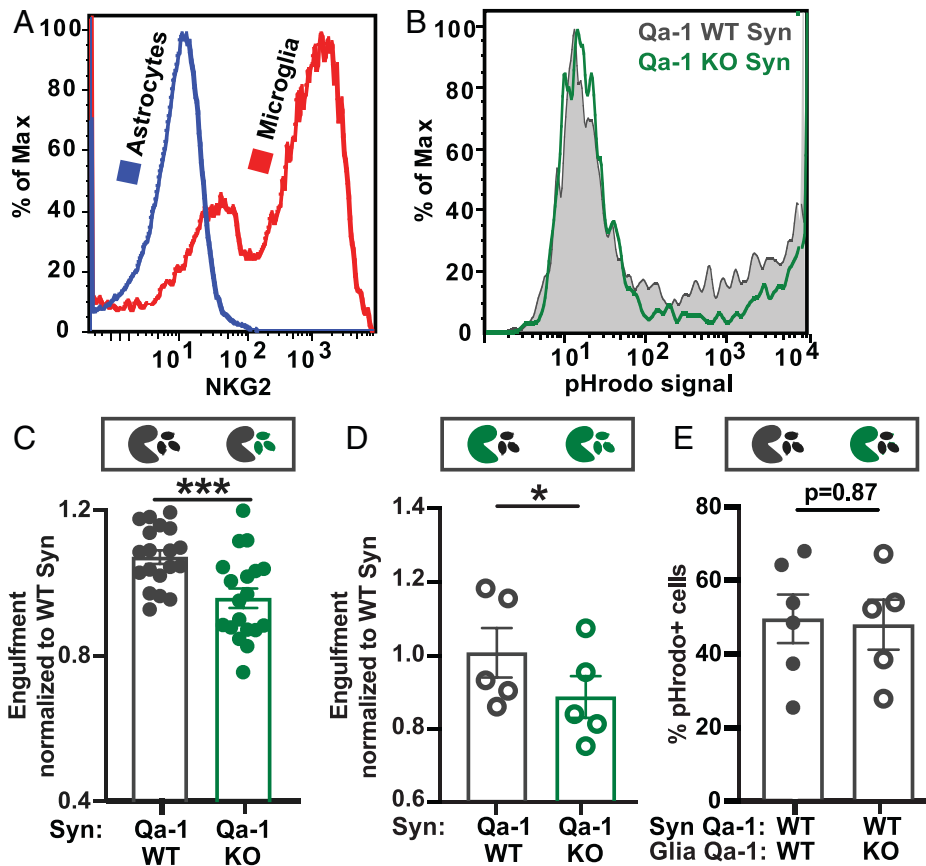 A
% of Max
100
80
60
40
20
0
Astrocytes
Microglia
10¹ 10² 10³
NKG2
B
% of Max
100
80
60
40
20
0
Qa-1 WT Syn
Qa-1 KO Syn
10¹ 10² 10³ 10⁴
pHrodo signal
C
***
Engulfment
normalized to WT Syn
1.2
0.8
0.4
Syn: Qa-1 Qa-1
WT KO
D
*
Engulfment
normalized to WT Syn
1.4
1.2
1.0
0.8
0.6
Syn: Qa-1 Qa-1
WT KO
E
p=0.87
% pHrodo+ cells
80
60
40
20
0
Syn Qa-1: WT WT
Glia Qa-1: WT KO